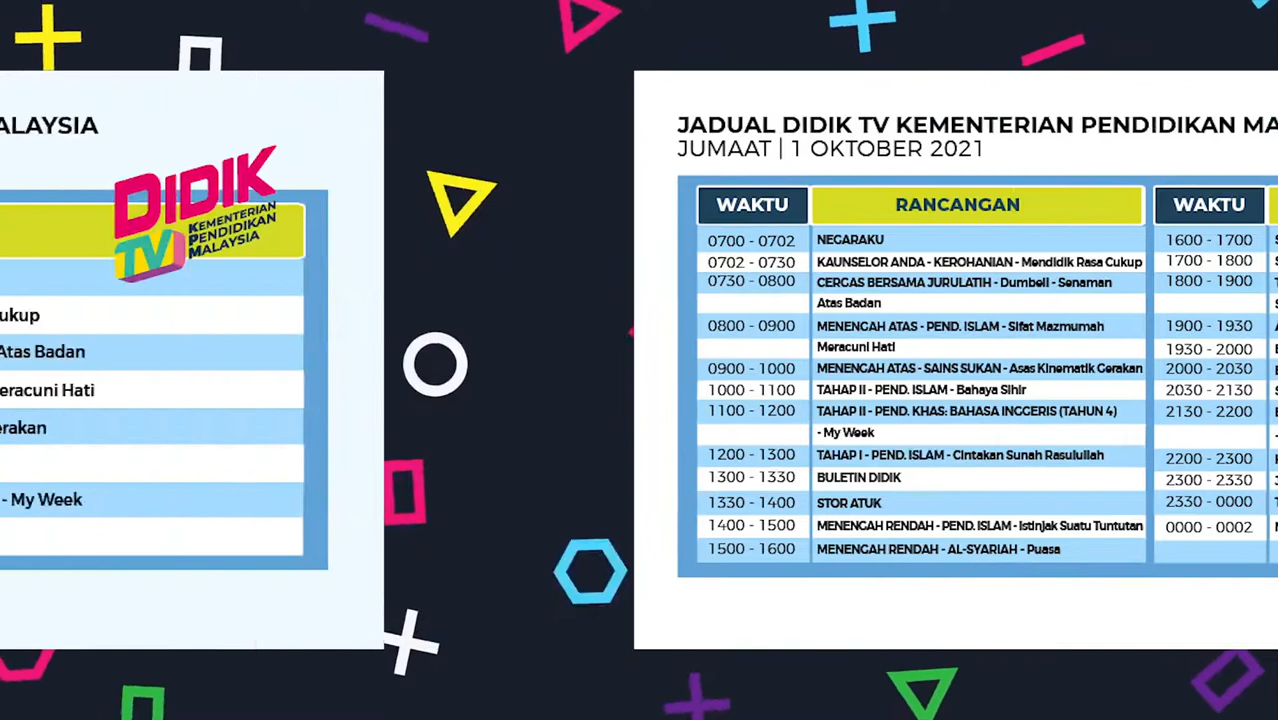 ALAYSIA
DIDIK
TV
KEMENTERIAN
PENDIDIKAN
MALAYSIA
ukup
Atas Badan
eracuni Hati
erakan
- My Week
JADUAL DIDIK TV KEMENTERIAN PENDIDIKAN MA
JUMAAT | 1 OKTOBER 2021
WAKTU RANCANGAN WAKTU
0700 - 0702 NEGARAKU 1600 - 1700
0702 - 0730 KAUNSELOR ANDA - KEROHANIAN - Mendidik Rasa Cukup 1700 - 1800
0730 - 0800 CERGAS BERSAMA JURULATIH - Dumbell - Senaman 1800 - 1900
Atas Badan
0800 - 0900 MENENGAH ATAS - PEND. ISLAM - Sifat Mazmumah 1900 - 1930
Meracuni Hati 1930 - 2000
0900 - 1000 MENENGAH ATAS - SAINS SUKAN - Asas Kinematik Gerakan 2000 - 2030
1000 - 1100 TAHAP II - PEND. ISLAM - Bahaya Sihir 2030 - 2130
1100 - 1200 TAHAP II - PEND. KHAS: BAHASA INGGERIS (TAHUN 4) 2130 - 2200
- My Week
1200 - 1300 TAHAP I - PEND. ISLAM - Cintakan Sunah Rasulullah 2200 - 2300
1300 - 1330 BULETIN DIDIK 2300 - 2330
1330 - 1400 STOR ATUK 2330 - 0000
1400 - 1500 MENENGAH RENDAH - PEND. ISLAM - Istinjak Suatu Tuntutan 0000 - 0002
1500 - 1600 MENENGAH RENDAH - AL-SYARIAH - Puasa